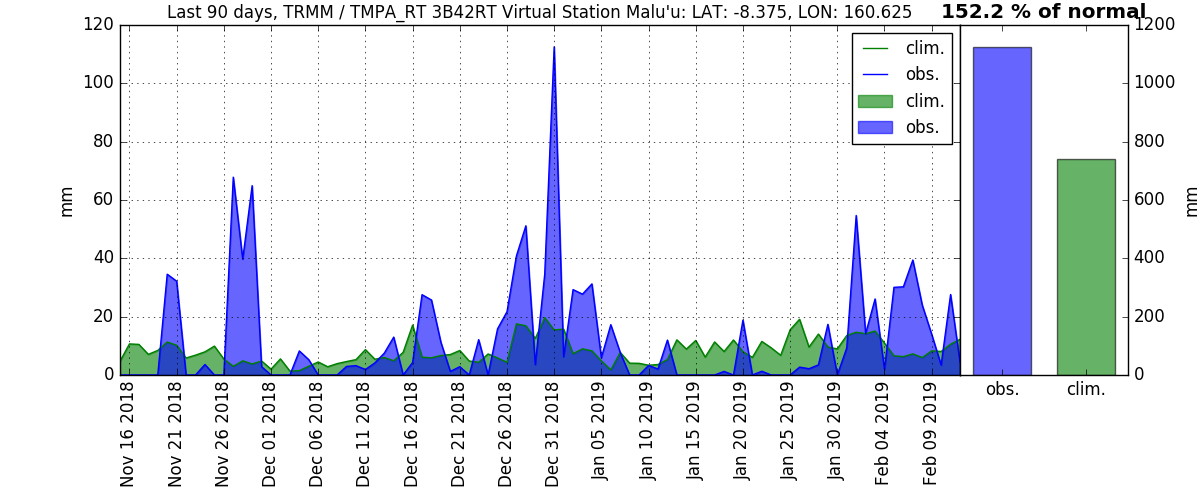 Last 90 days, TRMM / TMPA_RT 3B42RT Virtual Station Malu'u: LAT: -8.375, LON: 160.625
152.2 % of normal
mm
120
100
80
60
40
20
0
clim.
obs.
clim.
obs.
1200
1000
800
600
400
200
0
mm
Nov 16 2018
Nov 21 2018
Nov 26 2018
Dec 01 2018
Dec 06 2018
Dec 11 2018
Dec 16 2018
Dec 21 2018
Dec 26 2018
Dec 31 2018
Jan 05 2019
Jan 10 2019
Jan 15 2019
Jan 20 2019
Jan 25 2019
Jan 30 2019
Feb 04 2019
Feb 09 2019
obs.
clim.